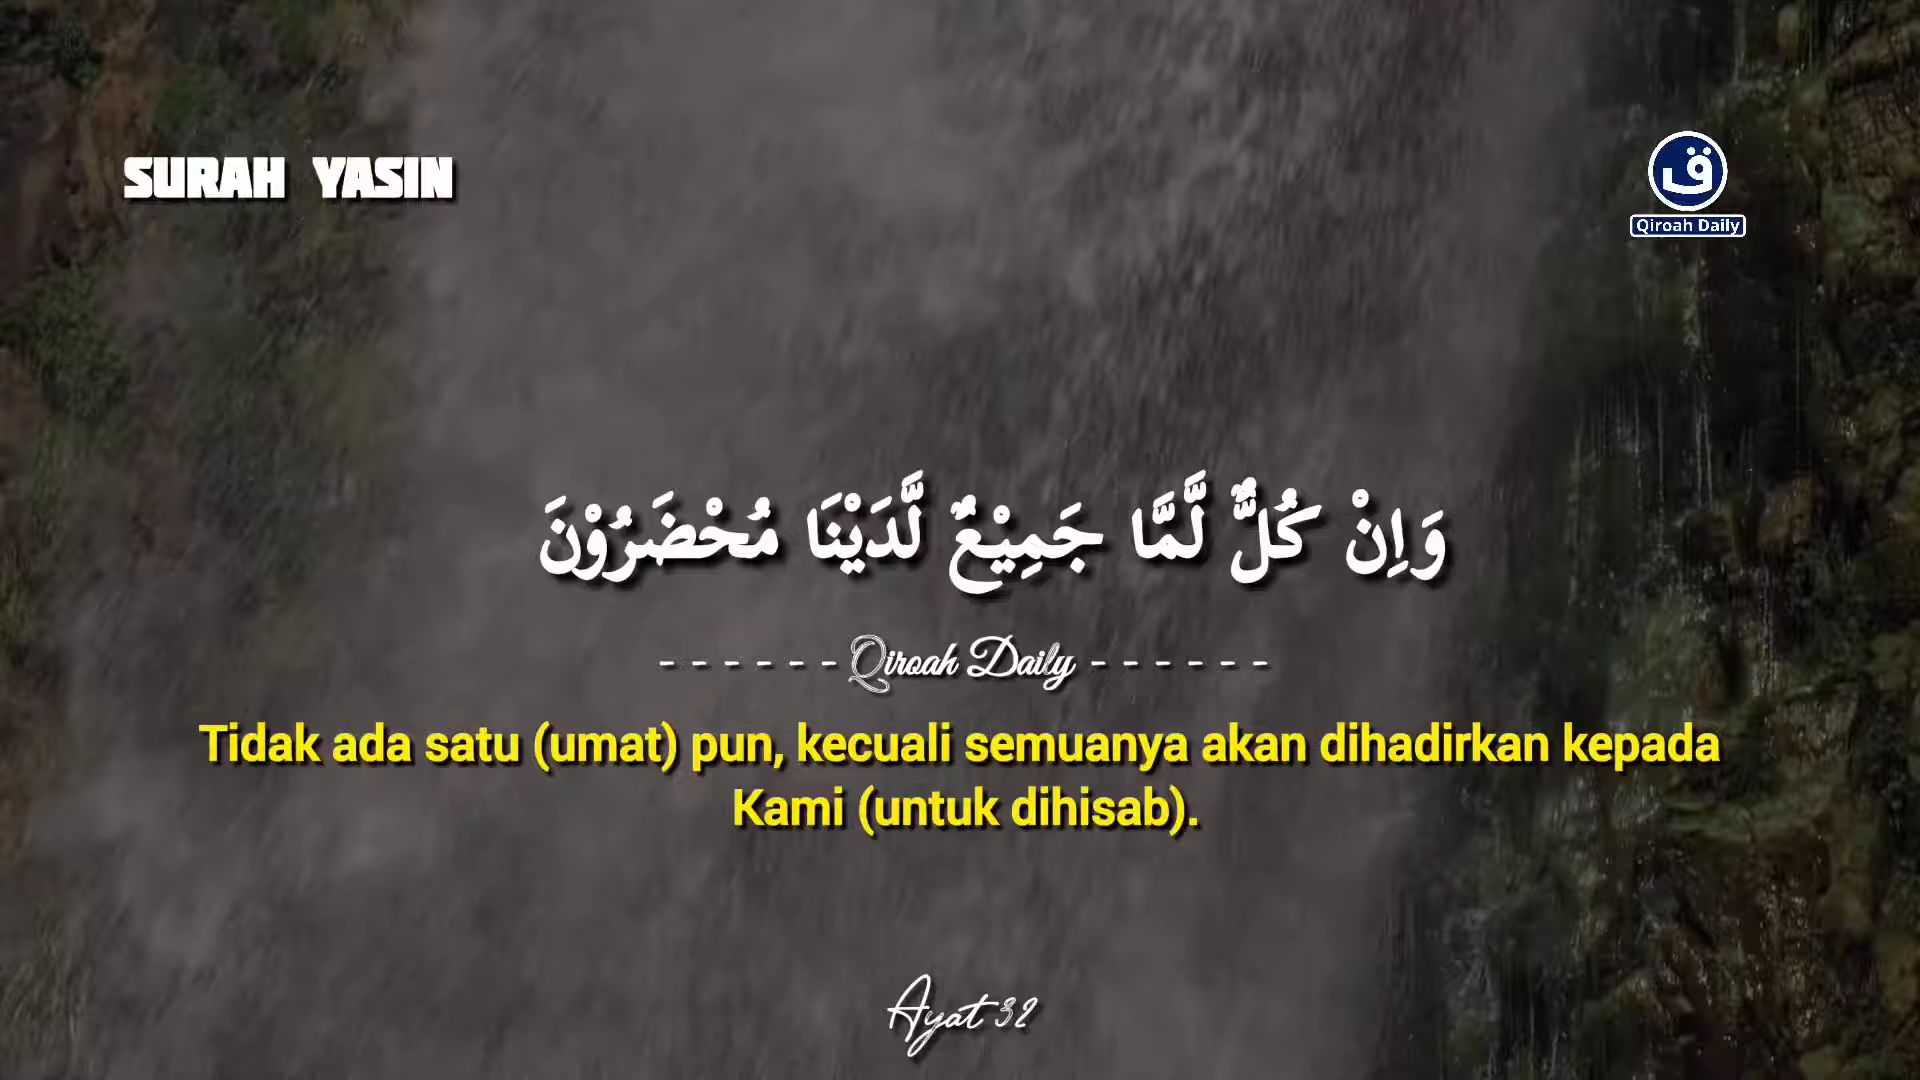 SURAH YASIN
ق
Qiroah Daily
وَاِنْ كُلٌّ لَّمَّا جَمِيْعٌ لَّدَيْنَا مُحْضَرُوْنَ
- - - - - - Qiroah Daily - - - - - -
Tidak ada satu (umat) pun, kecuali semuanya akan dihadirkan kepada
Kami (untuk dihisab).
Ayat 32